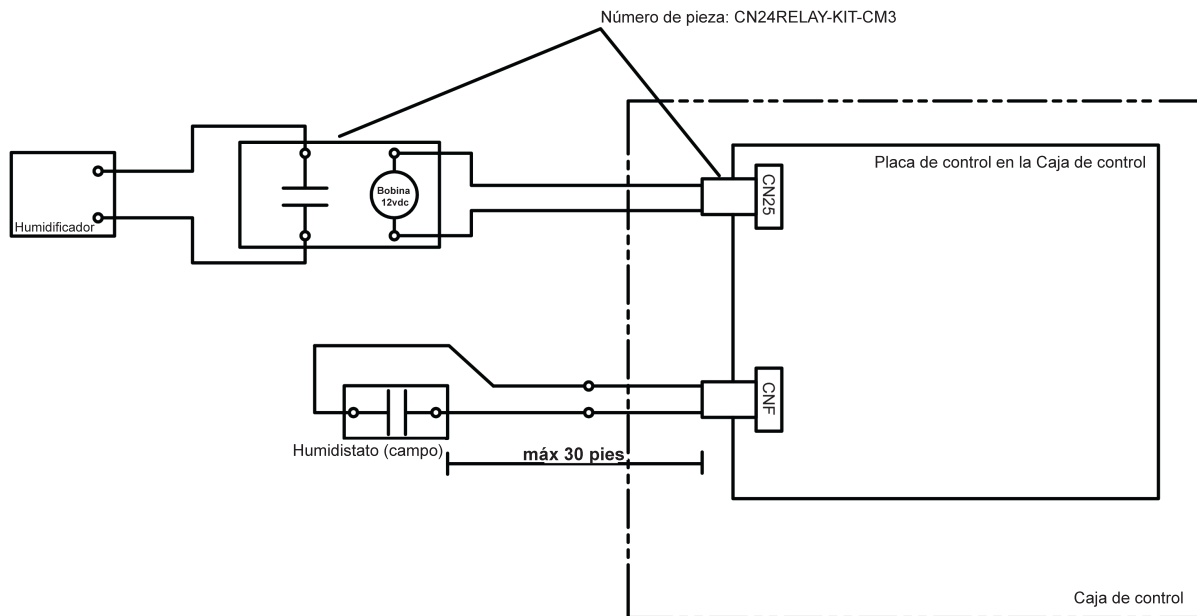 Número de pieza: CN24RELAY-KIT-CM3
Placa de control en la Caja de control
CN25
Bobina
12vdc
Humidificador
CNF
Humidistato (campo)
máx 30 pies
Caja de control